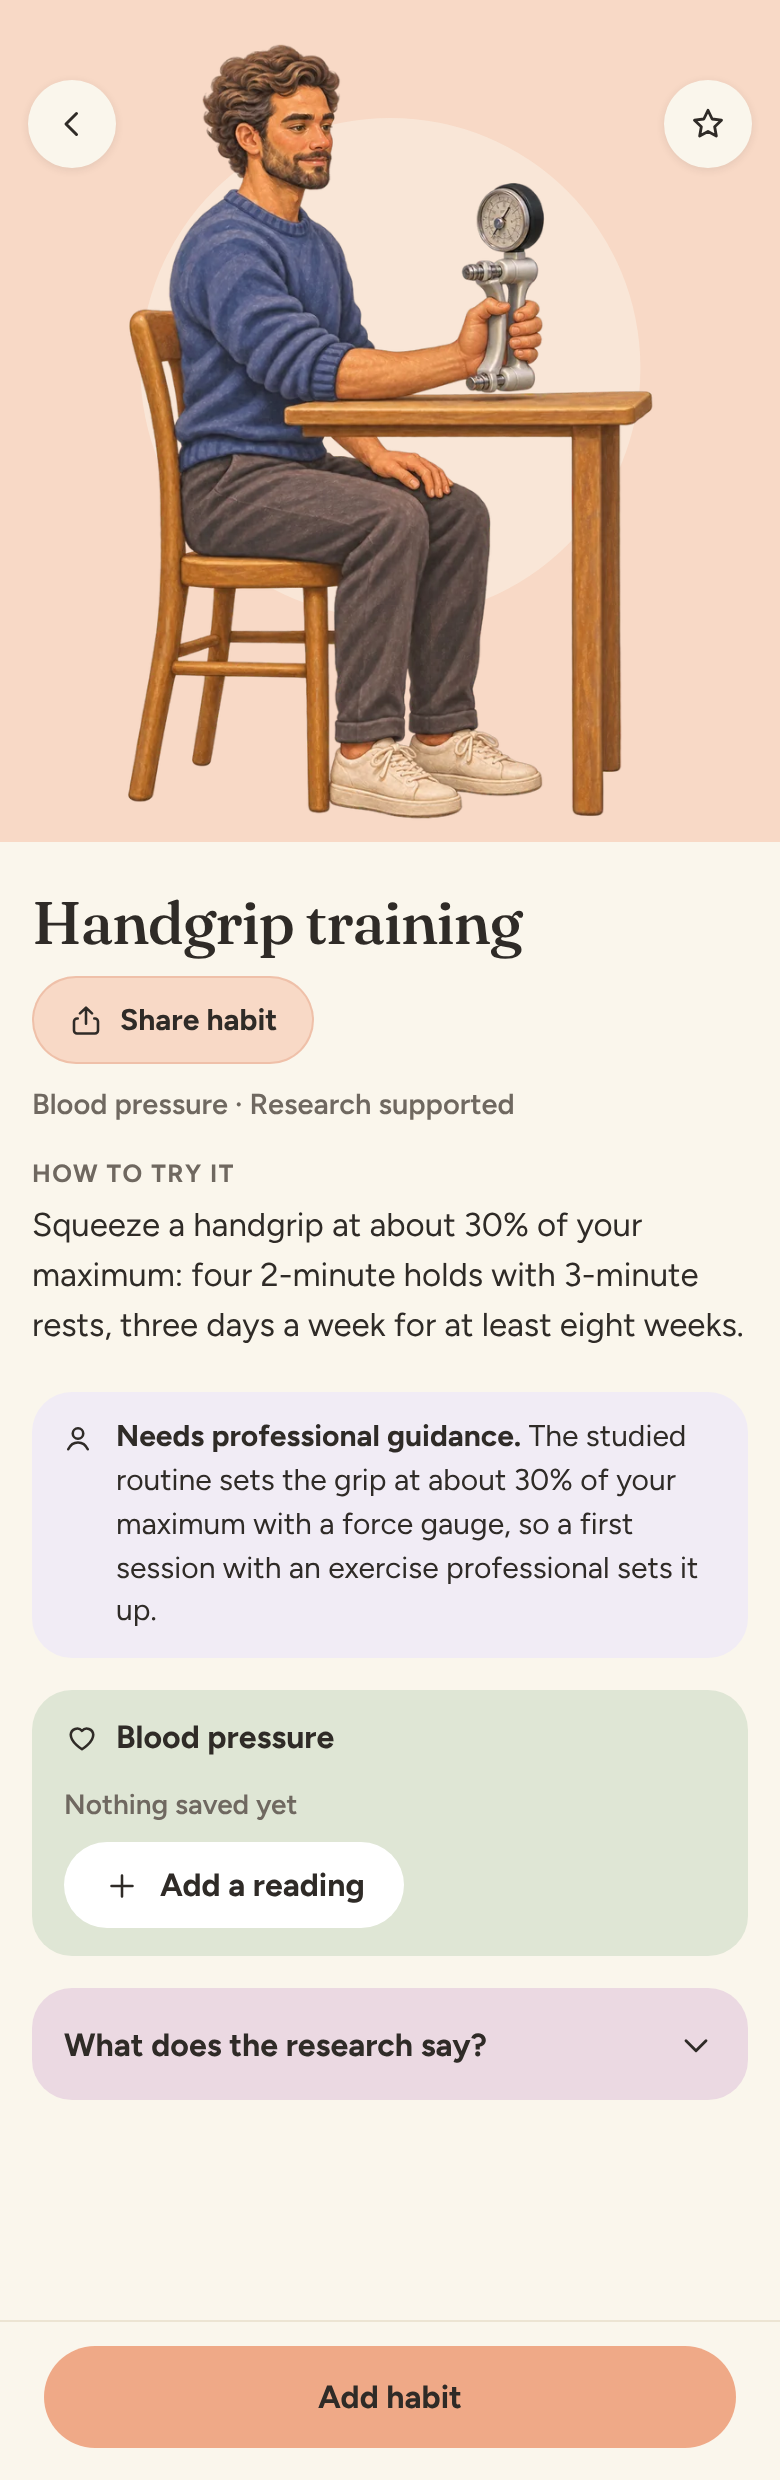 Handgrip training
Share habit
Blood pressure · Research supported
HOW TO TRY IT
Squeeze a handgrip at about 30% of your
maximum: four 2-minute holds with 3-minute
rests, three days a week for at least eight weeks.
Needs professional guidance. The studied
routine sets the grip at about 30% of your
maximum with a force gauge, so a first
session with an exercise professional sets it
up.
Blood pressure
Nothing saved yet
Add a reading
What does the research say?
Add habit